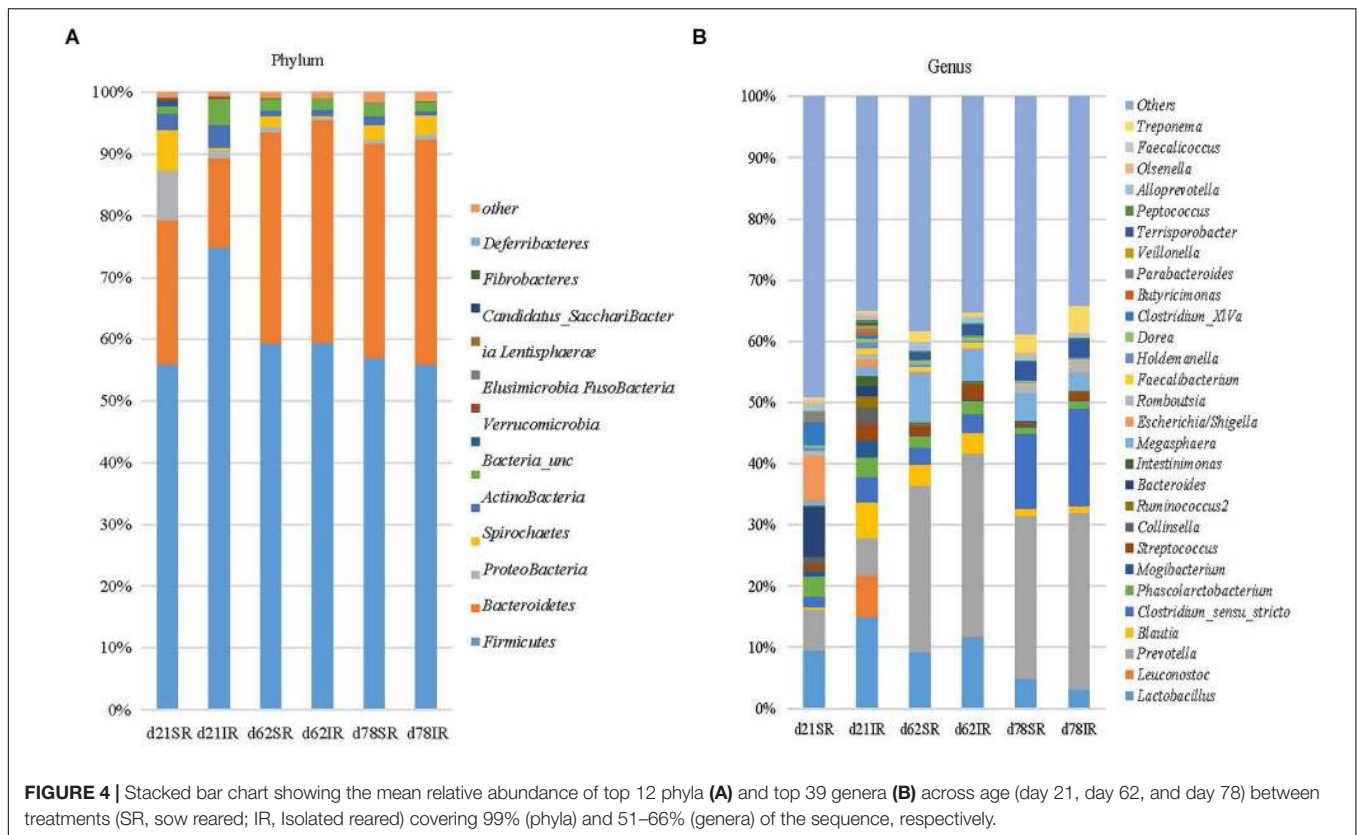 A
Phylum
100%
90%
80%
70%
60%
50%
40%
30%
20%
10%
0%
d21SR d21IR d62SR d62IR d78SR d78IR
other
Deferribacteres
Fibrobacteres
Candidatus_SacchariBacter
ia Lentisphaerae
Elusimicrobia FusoBacteria
Verrucomicrobia
Bacteria_unc
ActinoBacteria
Spirochaetes
ProteoBacteria
Bacteroidetes
Firmicutes
B
Genus
100%
90%
80%
70%
60%
50%
40%
30%
20%
10%
0%
d21SR d21IR d62SR d62IR d78SR d78IR
Others
Treponema
Faecalicoccus
Olsenella
Alloprevotella
Peptococcus
Terrisporobacter
Veillonella
Parabacteroides
Butyricimonas
Clostridium_XlVa
Dorea
Holdemanella
Faecalibacterium
Romboutsia
Escherichia/Shigella
Megasphaera
Intestinimonas
Bacteroides
Ruminococcus2
Collinsella
Streptococcus
Mogibacterium
Phascolarctobacterium
Clostridium_sensu_stricto
Blautia
Prevotella
Leuconostoc
Lactobacillus
FIGURE 4 | Stacked bar chart showing the mean relative abundance of top 12 phyla (A) and top 39 genera (B) across age (day 21, day 62, and day 78) between
treatments (SR, sow reared; IR, Isolated reared) covering 99% (phyla) and 51–66% (genera) of the sequence, respectively.